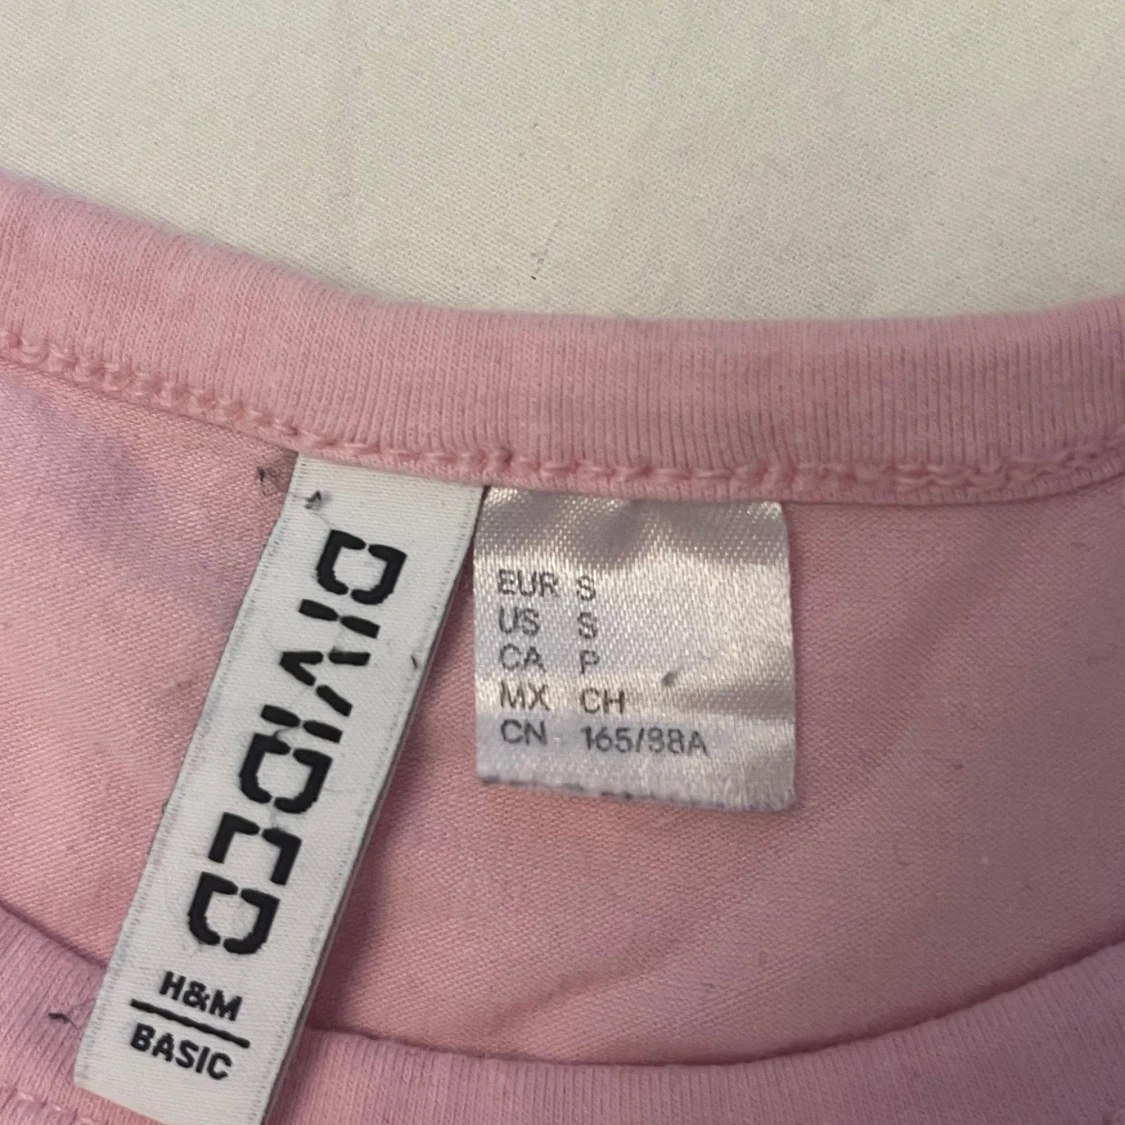 DIVIDED
H&M
BASIC
EUR S
US S
CA P
MX CH
CN 165/88A